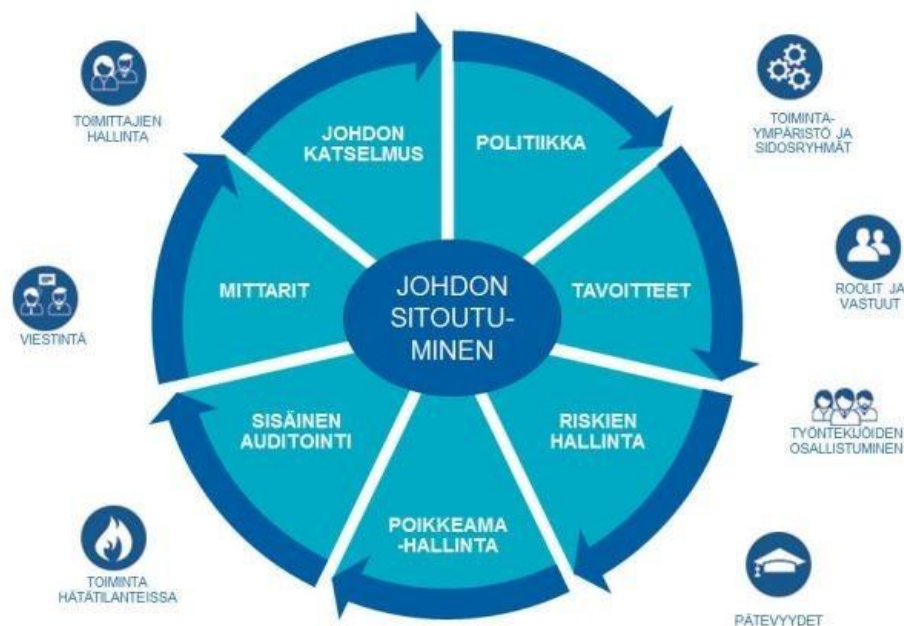 TOIMITTAJIEN
HALLINTA
JOHDON
KATSELMUS
POLITIIKKA
TOIMINTA-
YMPÄRISTÖ JA
SIDOSRYHMÄT
MITTARIT
JOHDON
SITOUTU-
MINEN
TAVOITTEET
ROOLIT JA
VASTUUT
VIESTINTÄ
SISÄINEN
AUDITOINTI
RISKIEN
HALLINTA
TYÖNTEKIJÖIDEN
OSALLISTUMINEN
POIKKEAMA
-HALLINTA
TOIMINTA
HÄTÄTILANTEISSA
PÄTEVYYDET